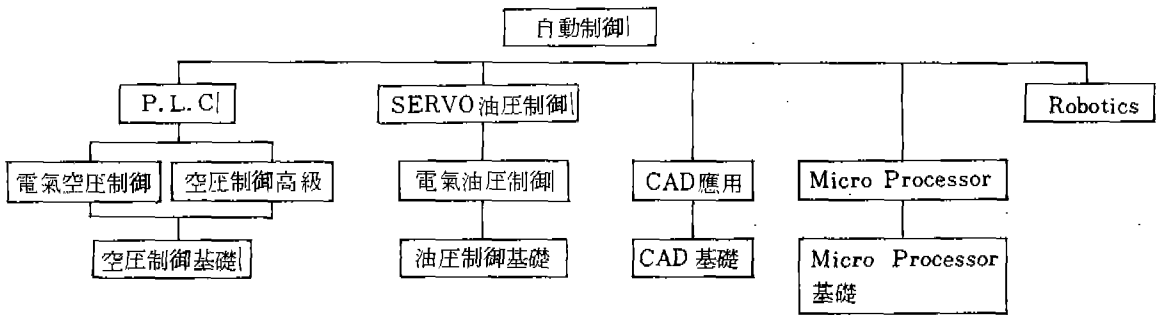 自動制御
P.L.C
SERVO油圧制御
Robotics
電氣空圧制御
空圧制御高級
電氣油圧制御
CAD應用
Micro Processor
空圧制御基礎
油圧制御基礎
CAD 基礎
Micro Processor
基礎